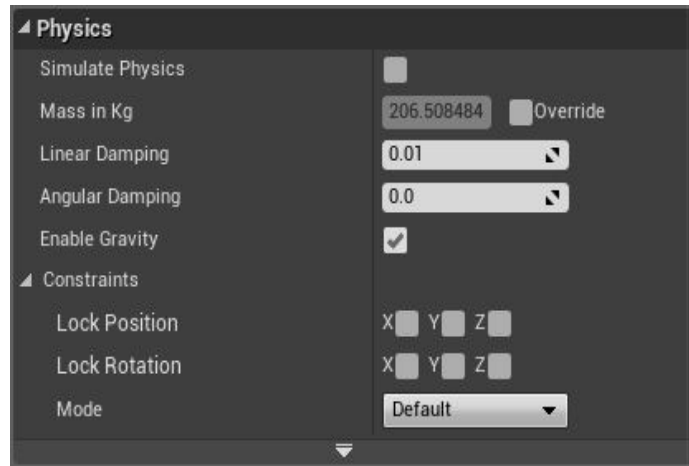 Physics
Simulate Physics
Mass in Kg 206.508484 Override
Linear Damping 0.01
Angular Damping 0.0
Enable Gravity
Constraints
Lock Position X Y Z
Lock Rotation X Y Z
Mode Default